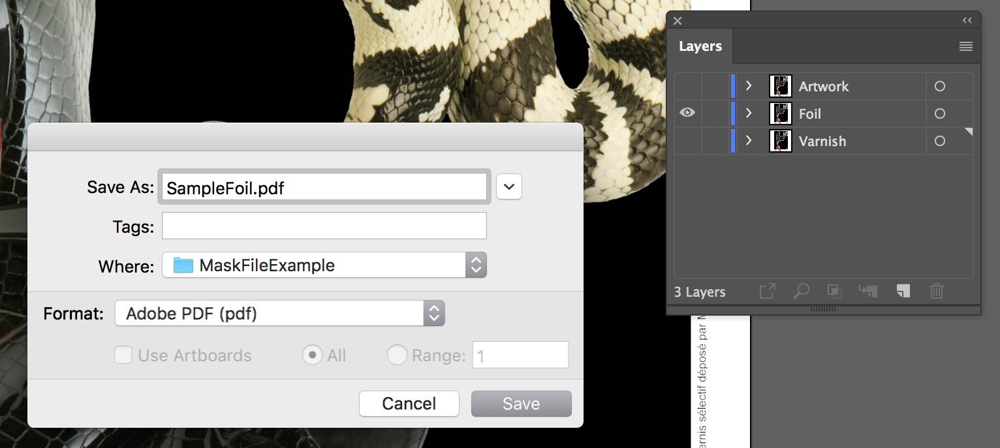 Save As: SampleFoil.pdf
Tags:
Where: MaskFileExample
Format: Adobe PDF (pdf)
Use Artboards All Range: 1
Cancel Save
Layers
Artwork
Foil
Varnish
3 Layers
ernis sélectif déposé par